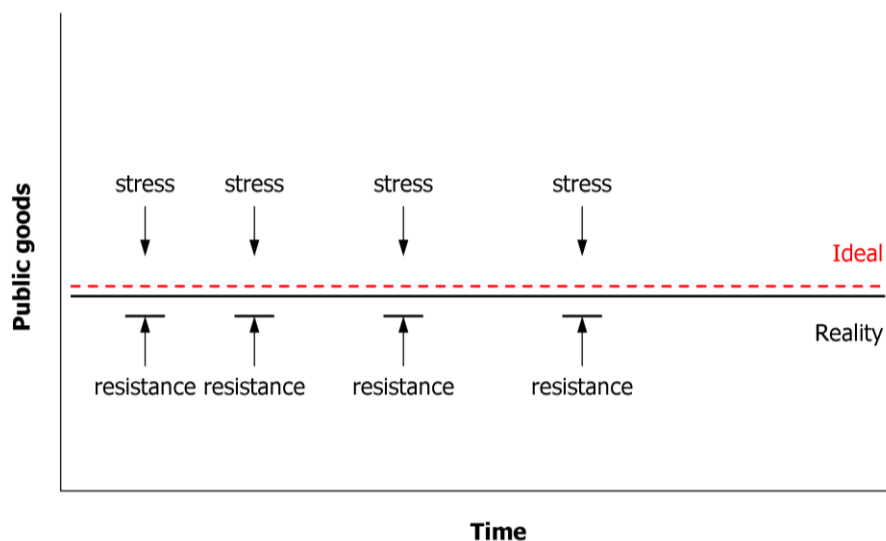 stress stress stress stress
Ideal
Public goods
Reality
resistance resistance resistance resistance
Time